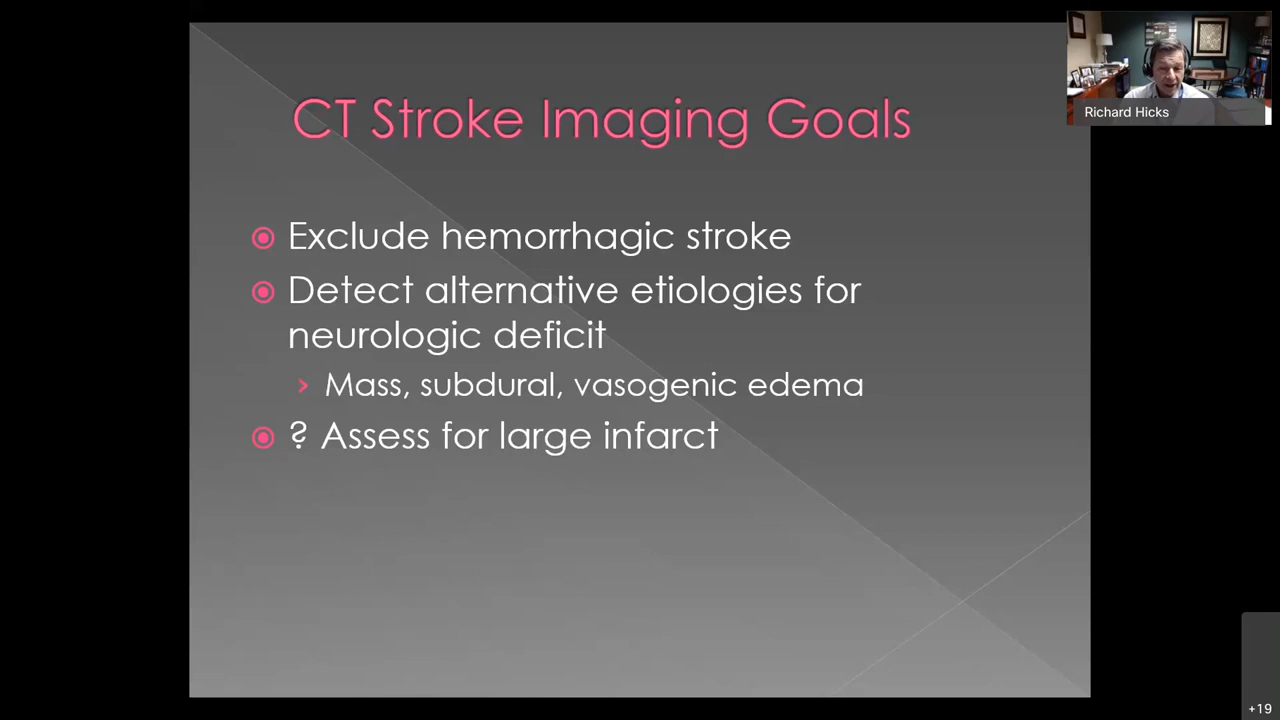 CT Stroke Imaging Goals
Richard Hicks
Exclude hemorrhagic stroke
Detect alternative etiologies for
neurologic deficit
Mass, subdural, vasogenic edema
? Assess for large infarct
+19